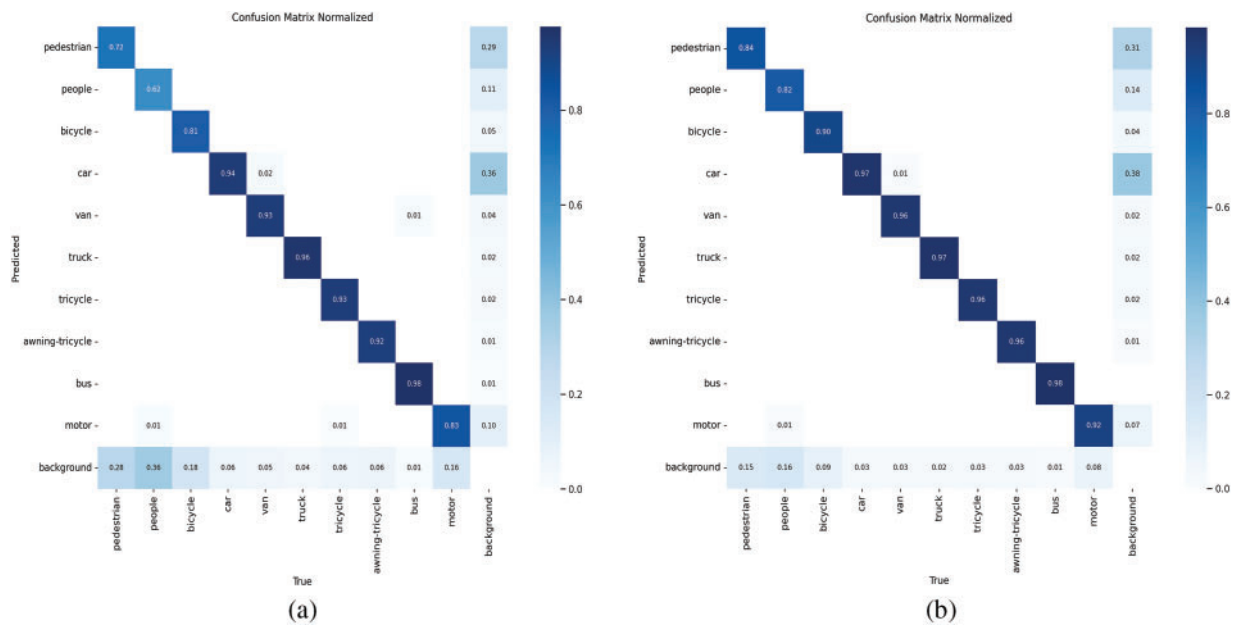 Confusion Matrix Normalized
pedestrian 0.72 0.29
people 0.62 0.11
bicycle 0.81 0.05
car 0.94 0.02 0.36
van 0.93 0.01 0.04
truck 0.96 0.02
tricycle 0.93 0.02
awning-tricycle 0.92 0.01
bus 0.98 0.01
motor 0.01 0.01 0.83 0.10
background 0.28 0.36 0.18 0.06 0.05 0.04 0.06 0.06 0.01 0.16
Predicted
pedestrian people bicycle car van truck tricycle awning-tricycle bus motor background
True
0.8
0.6
0.4
0.2
0.0
(a)
Confusion Matrix Normalized
pedestrian 0.84 0.31
people 0.82 0.14
bicycle 0.90 0.04
car 0.97 0.01 0.38
van 0.96 0.02
truck 0.97 0.02
tricycle 0.96 0.02
awning-tricycle 0.96 0.01
bus 0.98
motor 0.01 0.92 0.07
background 0.15 0.16 0.09 0.03 0.03 0.02 0.03 0.03 0.01 0.08
Predicted
pedestrian people bicycle car van truck tricycle awning-tricycle bus motor background
True
0.8
0.6
0.4
0.2
0.0
(b)